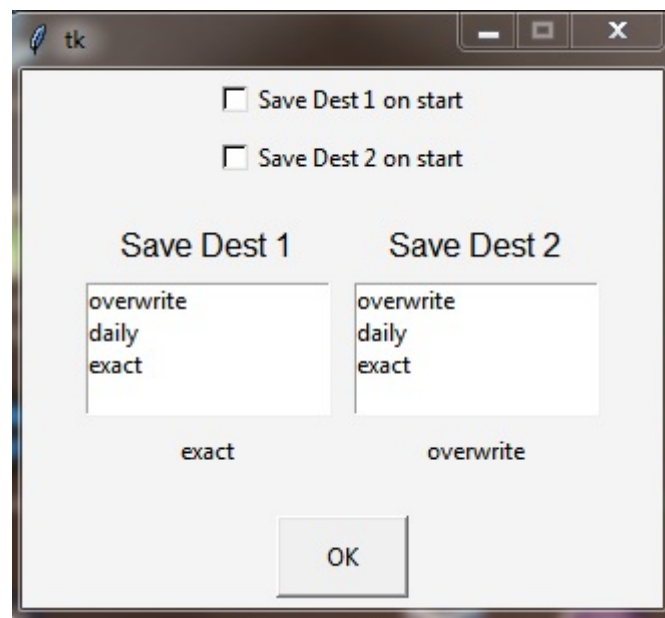 tk
Save Dest 1 on start
Save Dest 2 on start
Save Dest 1 Save Dest 2
overwrite overwrite
daily daily
exact exact
exact overwrite
OK